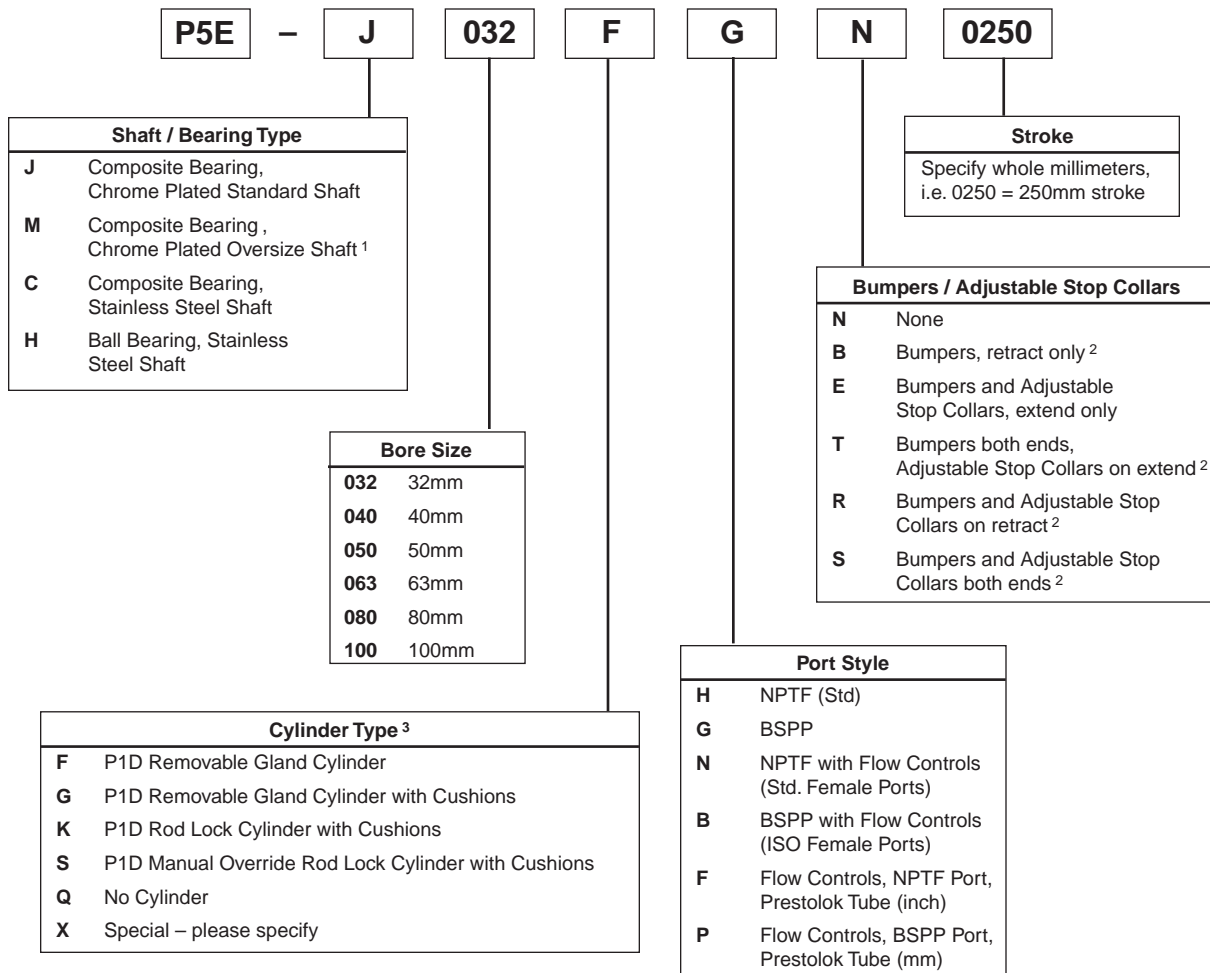 P5E – J 032 F G N 0250
Shaft / Bearing Type
J Composite Bearing,
Chrome Plated Standard Shaft
M Composite Bearing ,
Chrome Plated Oversize Shaft 1
C Composite Bearing,
Stainless Steel Shaft
H Ball Bearing, Stainless
Steel Shaft
Stroke
Specify whole millimeters,
i.e. 0250 = 250mm stroke
Bumpers / Adjustable Stop Collars
N None
B Bumpers, retract only 2
E Bumpers and Adjustable
Stop Collars, extend only
T Bumpers both ends,
Adjustable Stop Collars on extend 2
R Bumpers and Adjustable Stop
Collars on retract 2
S Bumpers and Adjustable Stop
Collars both ends 2
Bore Size
032 32mm
040 40mm
050 50mm
063 63mm
080 80mm
100 100mm
Port Style
H NPTF (Std)
G BSPP
N NPTF with Flow Controls
(Std. Female Ports)
B BSPP with Flow Controls
(ISO Female Ports)
F Flow Controls, NPTF Port,
Prestolok Tube (inch)
P Flow Controls, BSPP Port,
Prestolok Tube (mm)
Cylinder Type 3
F P1D Removable Gland Cylinder
G P1D Removable Gland Cylinder with Cushions
K P1D Rod Lock Cylinder with Cushions
S P1D Manual Override Rod Lock Cylinder with Cushions
Q No Cylinder
X Special – please specify